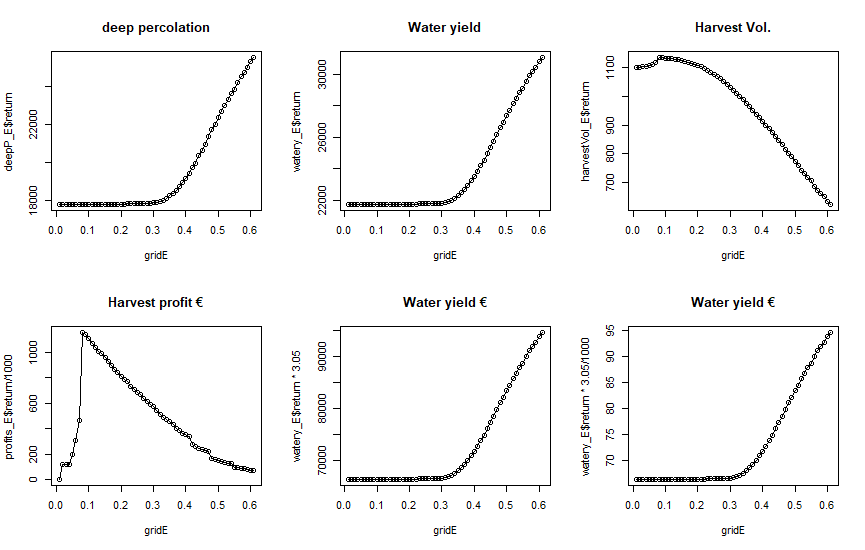 deep percolation
deepP_E$return
18000
22000
0.0 0.1 0.2 0.3 0.4 0.5 0.6
gridE
Water yield
watery_E$return
22000
26000
30000
0.0 0.1 0.2 0.3 0.4 0.5 0.6
gridE
Harvest Vol.
harvestVol_E$return
700 800 900
1100
0.0 0.1 0.2 0.3 0.4 0.5 0.6
gridE
Harvest profit €
profits_E$return/1000
0 200
600
1000
0.0 0.1 0.2 0.3 0.4 0.5 0.6
gridE
Water yield €
watery_E$return * 3.05
70000 80000 90000
0.0 0.1 0.2 0.3 0.4 0.5 0.6
gridE
Water yield €
watery_E$return * 3.05/1000
70 75 80 85 90 95
0.0 0.1 0.2 0.3 0.4 0.5 0.6
gridE